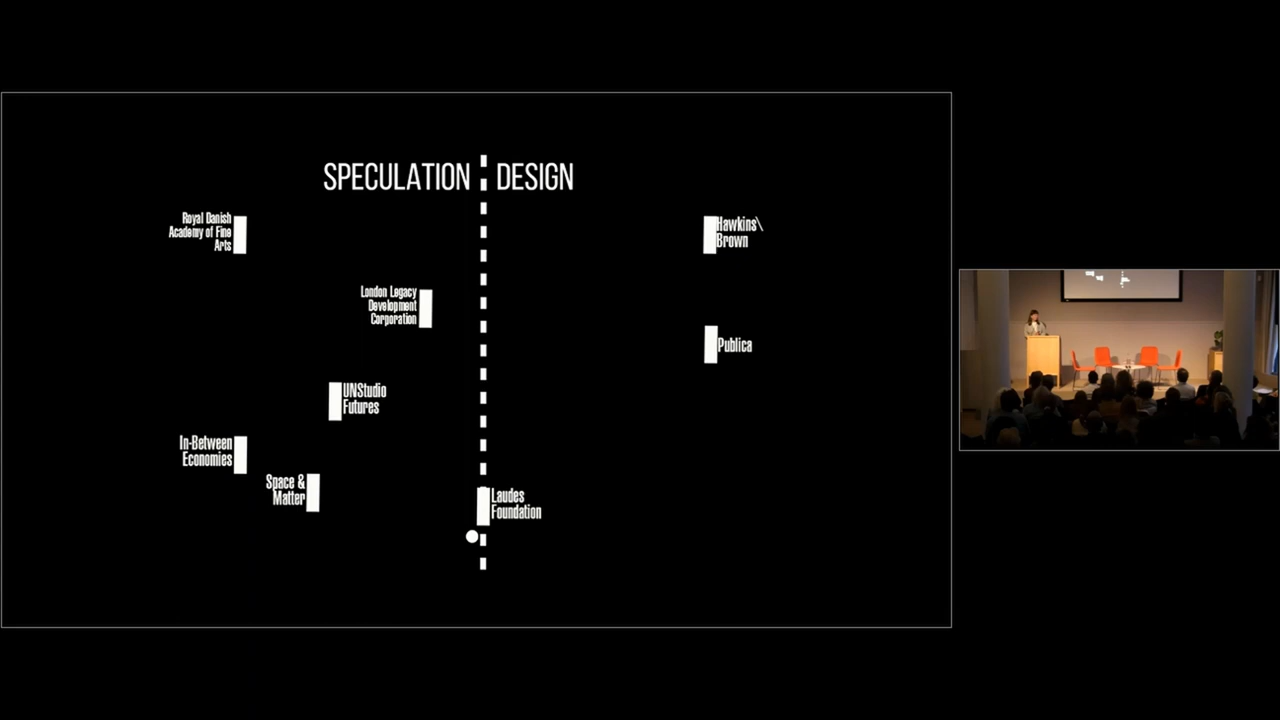 SPECULATION
DESIGN
Royal Danish
Academy of Fine
Arts
Hawkins\
Brown
London Legacy
Development
Corporation
Publica
UNStudio
Futures
In-Between
Economies
Space &
Matter
Laudes
Foundation